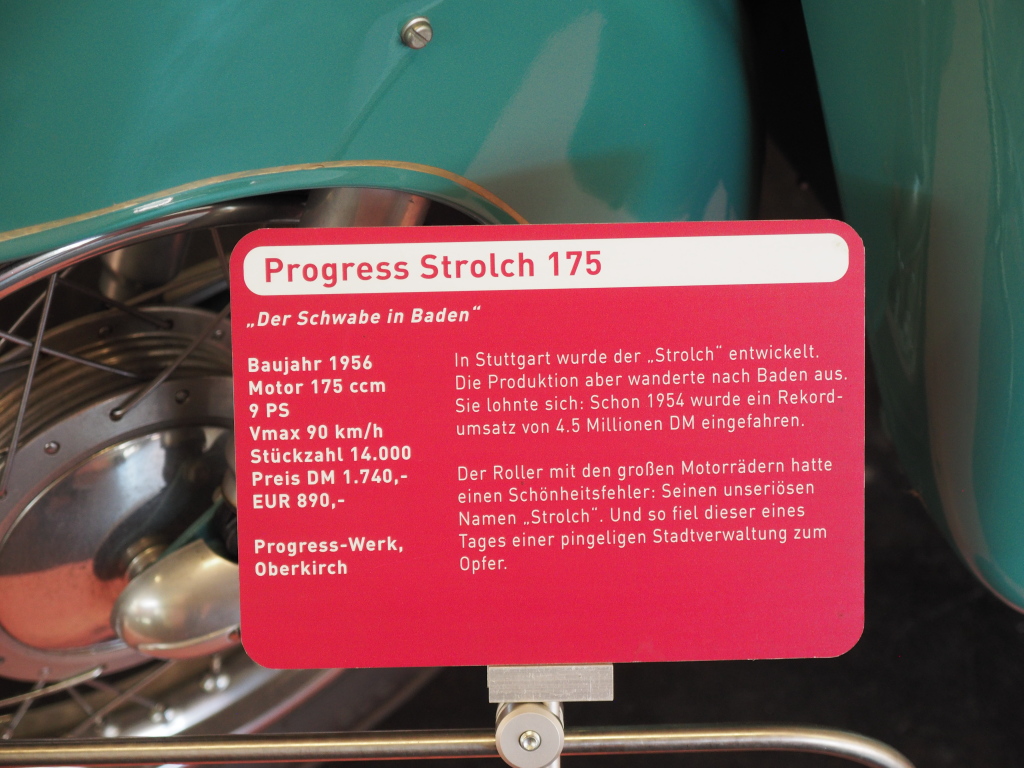 Progress Strolch 175
„Der Schwabe in Baden“
Baujahr 1956
Motor 175 ccm
9 PS
Vmax 90 km/h
Stückzahl 14.000
Preis DM 1.740,-
EUR 890,-
Progress-Werk,
Oberkirch
In Stuttgart wurde der „Strolch“ entwickelt.
Die Produktion aber wanderte nach Baden aus.
Sie lohnte sich: Schon 1954 wurde ein Rekord-
umsatz von 4.5 Millionen DM eingefahren.
Der Roller mit den großen Motorrädern hatte
einen Schönheitsfehler: Seinen unseriösen
Namen „Strolch“. Und so fiel dieser eines
Tages einer pingeligen Stadtverwaltung zum
Opfer.